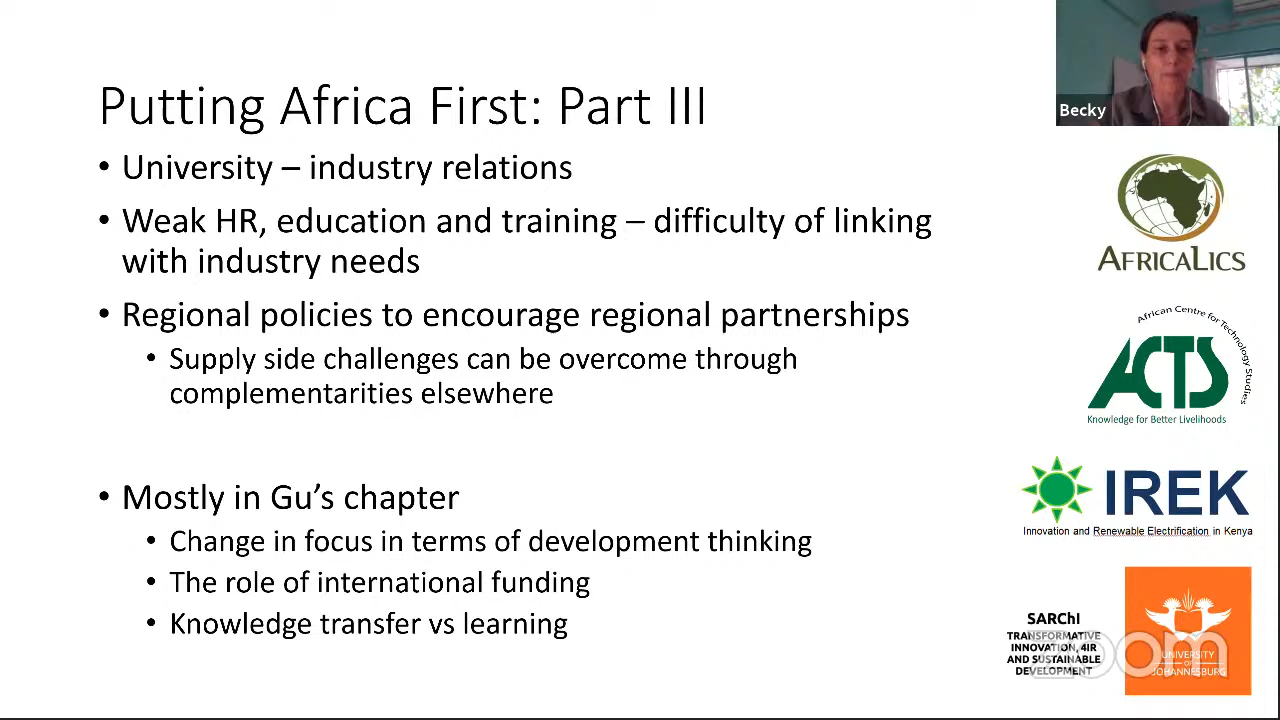 Putting Africa First: Part III
• University – industry relations
• Weak HR, education and training – difficulty of linking
with industry needs
• Regional policies to encourage regional partnerships
• Supply side challenges can be overcome through
complementarities elsewhere
• Mostly in Gu's chapter
• Change in focus in terms of development thinking
• The role of international funding
• Knowledge transfer vs learning
Becky
AFRICALICS
African Centre for Technology Studies
ACTS
Knowledge for Better Livelihoods
IREK
Innovation and Renewable Electrification in Kenya
SARChI
TRANSFORMATIVE
INNOVATION, 4IR
AND SUSTAINABLE
DEVELOPMENT
UNIVERSITY
OF
JOHANNESBURG
zoom